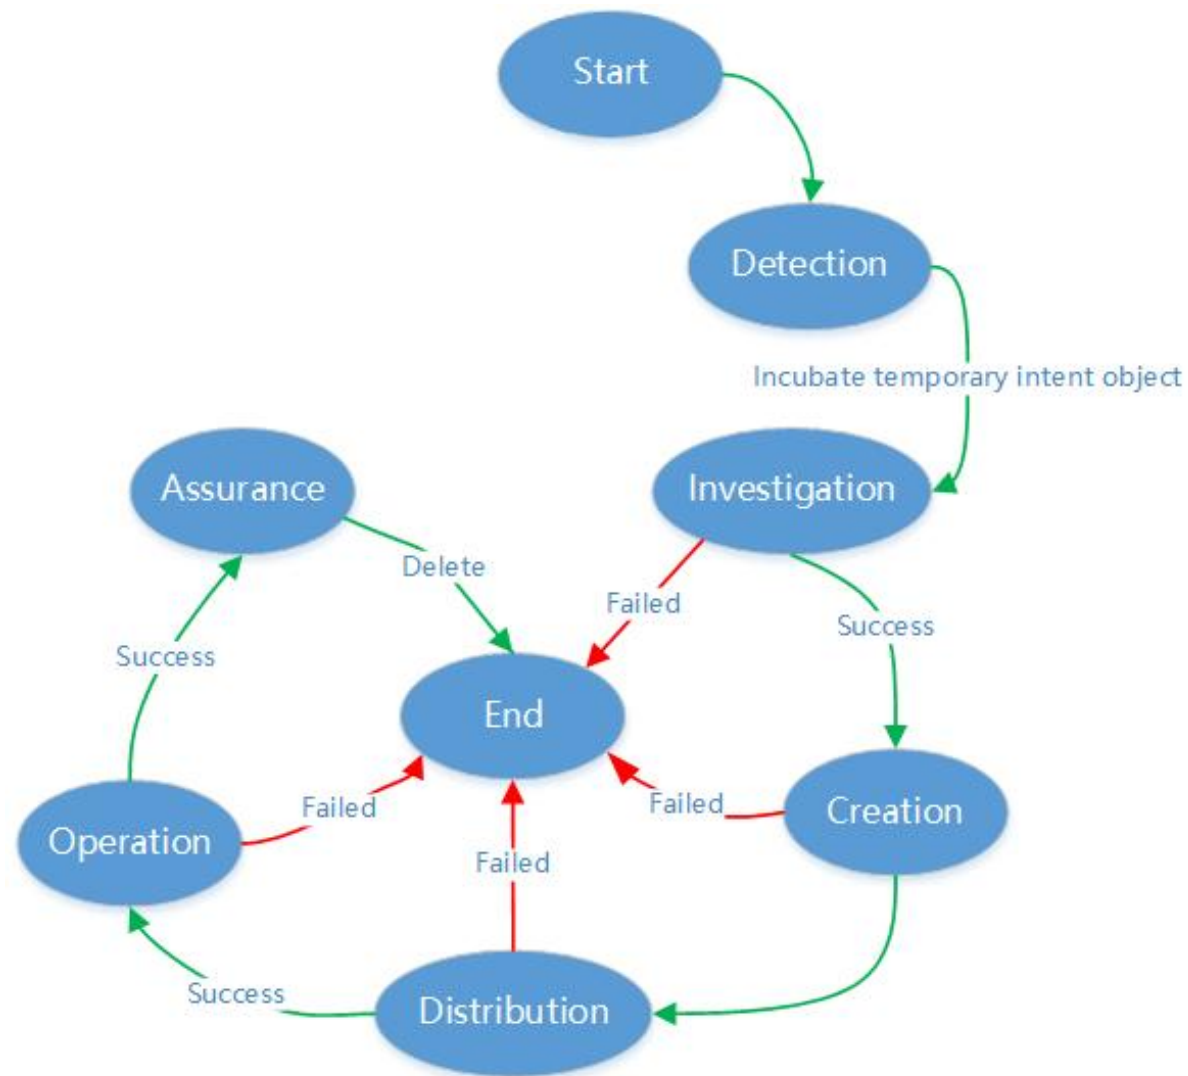 Start
Detection
Incubate temporary intent object
Assurance
Investigation
Delete
Failed
Success
Success
End
Failed
Failed
Creation
Operation
Failed
Success
Distribution